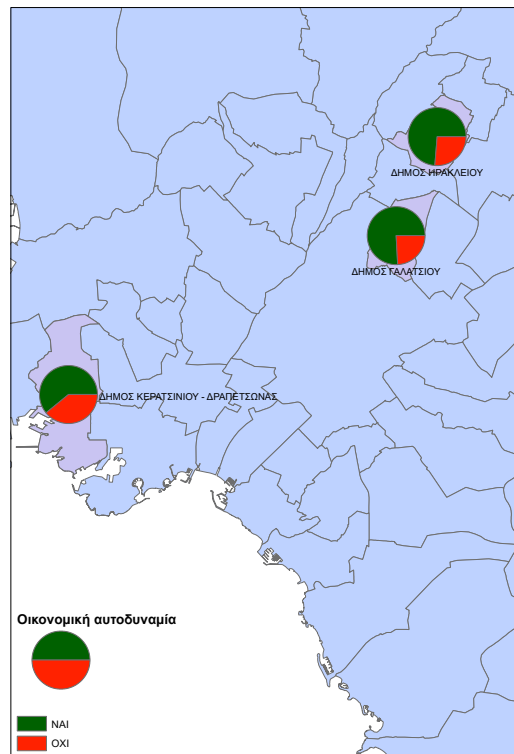 ΔΗΜΟΣ ΗΡΑΚΛΕΙΟΥ
ΔΗΜΟΣ ΓΑΛΑΤΣΙΟΥ
ΔΗΜΟΣ ΚΕΡΑΤΣΙΝΙΟΥ - ΔΡΑΠΕΤΣΩΝΑΣ
Οικονομική αυτοδυναμία
ΝΑΙ
ΟΧΙ